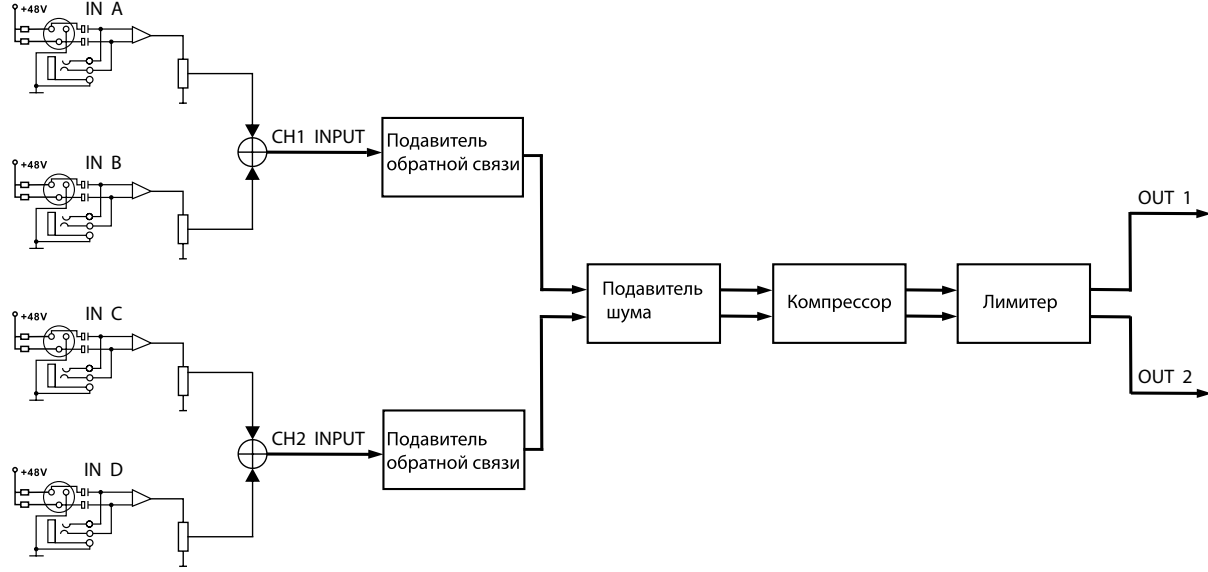 +48V
IN A
CH1 INPUT
Подавитель
обратной связи
+48V
IN B
OUT 1
Подавитель
шума
Компрессор
Лимитер
+48V
IN C
OUT 2
CH2 INPUT
Подавитель
обратной связи
+48V
IN D